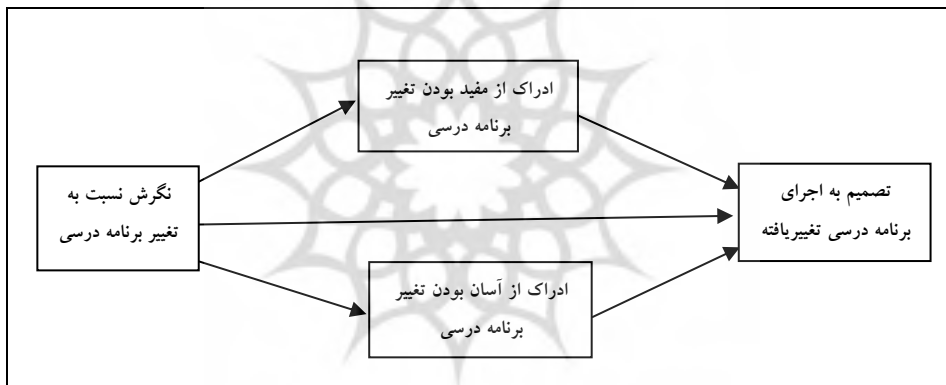 ادراک از مفید بودن تغییر
برنامه درسی
نگرش نسبت به
تغییر برنامه درسی
تصمیم به اجرای
برنامه درسی تغییریافته
ادراک از آسان بودن تغییر
برنامه درسی